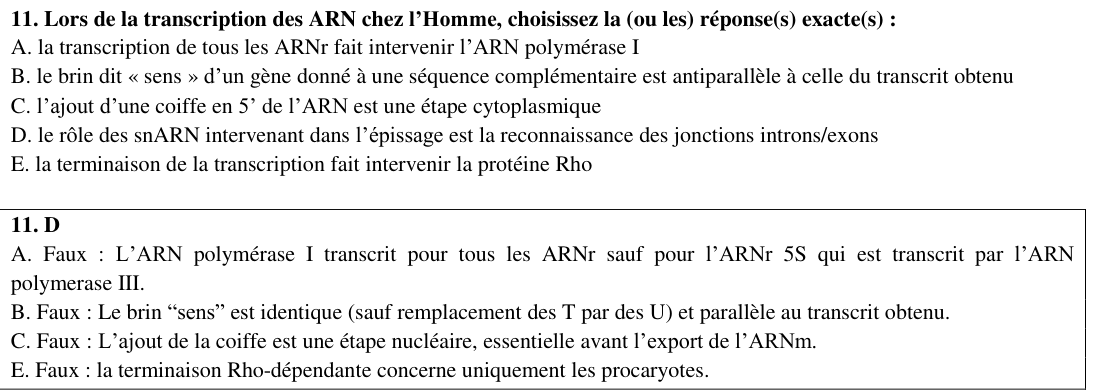 11. Lors de la transcription des ARN chez l'Homme, choisissez la (ou les) réponse(s) exacte(s) :
A. la transcription de tous les ARNr fait intervenir l'ARN polymérase I
B. le brin dit « sens » d'un gène donné à une séquence complémentaire est antiparallèle à celle du transcrit obtenu
C. l'ajout d'une coiffe en 5' de l'ARN est une étape cytoplasmique
D. le rôle des snARN intervenant dans l'épissage est la reconnaissance des jonctions introns/exons
E. la terminaison de la transcription fait intervenir la protéine Rho
11. D
A. Faux : L'ARN polymérase I transcrit pour tous les ARNr sauf pour l'ARNr 5S qui est transcrit par l'ARN
polymerase III.
B. Faux : Le brin “sens” est identique (sauf remplacement des T par des U) et parallèle au transcrit obtenu.
C. Faux : L'ajout de la coiffe est une étape nucléaire, essentielle avant l'export de l'ARNm.
E. Faux : la terminaison Rho-dépendante concerne uniquement les procaryotes.